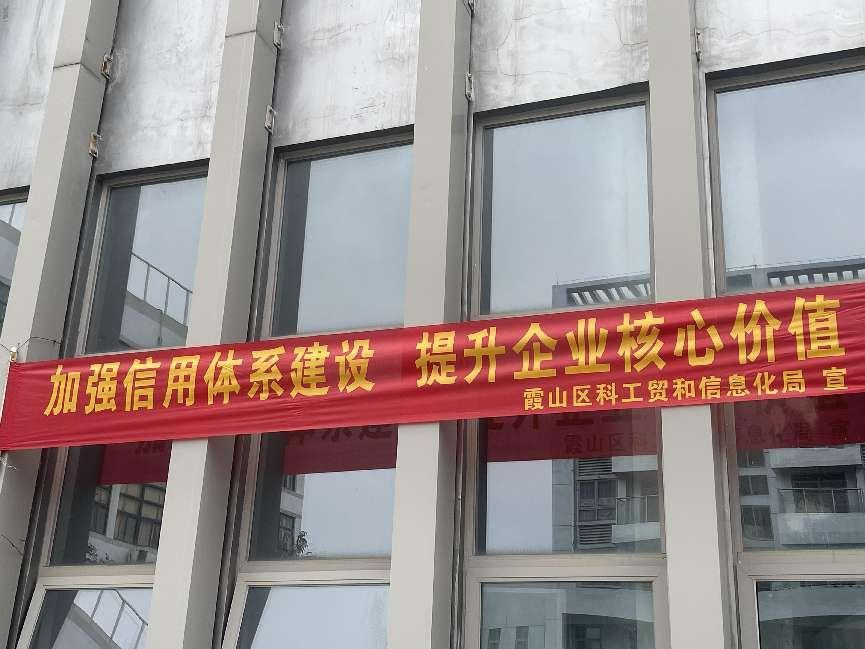 加强信用体系建设 提升企业核心价值
霞山区科工贸和信息化局 宣